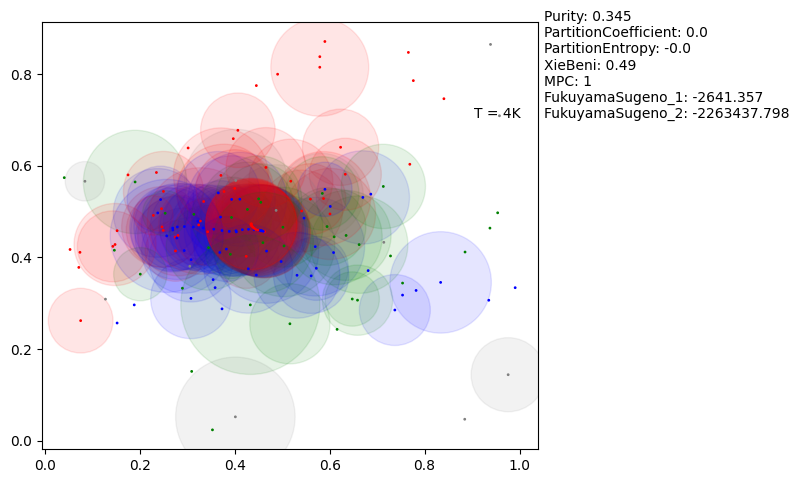 Purity: 0.345
PartitionCoefficient: 0.0
PartitionEntropy: -0.0
XieBeni: 0.49
MPC: 1
FukuyamaSugeno_1: -2641.357
FukuyamaSugeno_2: -2263437.798
T = 4K
0.8
0.6
0.4
0.2
0.0
0.0 0.2 0.4 0.6 0.8 1.0